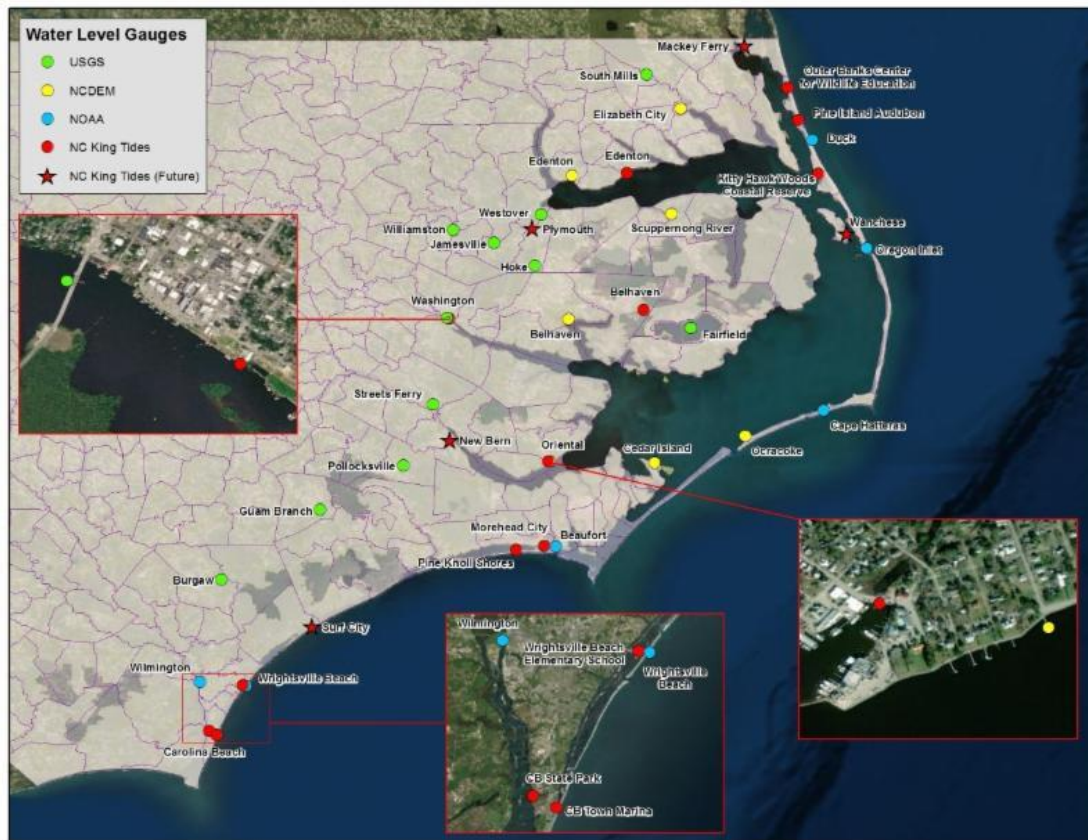 Water Level Gauges
USGS
NCDEM
NOAA
NC King Tides
NC King Tides (Future)
Mackey Ferry
South Mills
Outer Banks Center
for Wildlife Education
Elizabeth City
Pine Island Audubon
Duck
Edenton
Edenton
Kitty Hawk Woods
Coastal Reserve
Westover
Williamston
Plymouth
Scuppernong River
Wanchese
Jamesville
Oregon Inlet
Hoke
Washington
Belhaven
Belhaven
Fairfield
Streets Ferry
Cape Hatteras
New Bern
Oriental
Cedar Island
Ocracoke
Pollocksville
Guam Branch
Morehead City
Beaufort
Pine Knoll Shores
Burgaw
Surf City
Wilmington
Wrightsville Beach
Carolina Beach
Wilmington
Wrightsville Beach
Elementary School
Wrightsville
Beach
CB State Park
CB Town Marina